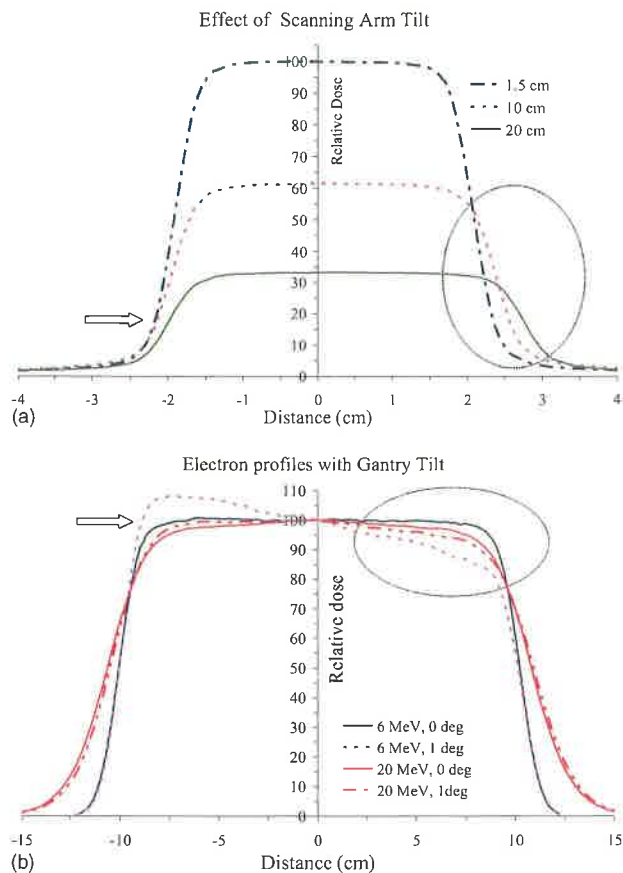 Effect of Scanning Arm Tilt
100
90
80
70
60
50
40
30
20
10
0
Relative Dose
1.5 cm
10 cm
20 cm
-4 -3 -2 -1 0 1 2 3 4
(a) Distance (cm)
Electron profiles with Gantry Tilt
110
100
90
80
70
60
50
40
30
20
10
0
Relative dose
6 MeV, 0 deg
6 MeV, 1 deg
20 MeV, 0 deg
20 MeV, 1deg
-15 -10 -5 0 5 10 15
(b) Distance (cm)